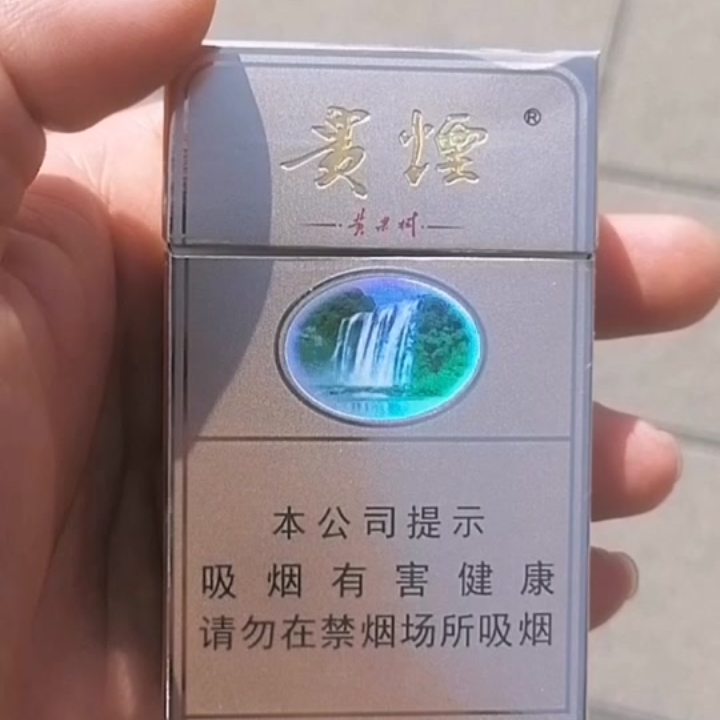 贵煙®
黄果树
本公司提示
吸烟有害健康
请勿在禁烟场所吸烟